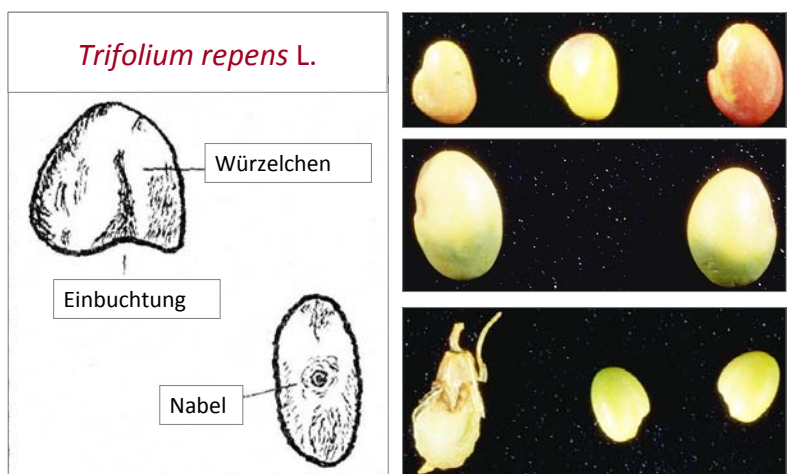 Trifolium repens L.
Würzelchen
Einbuchtung
Nabel